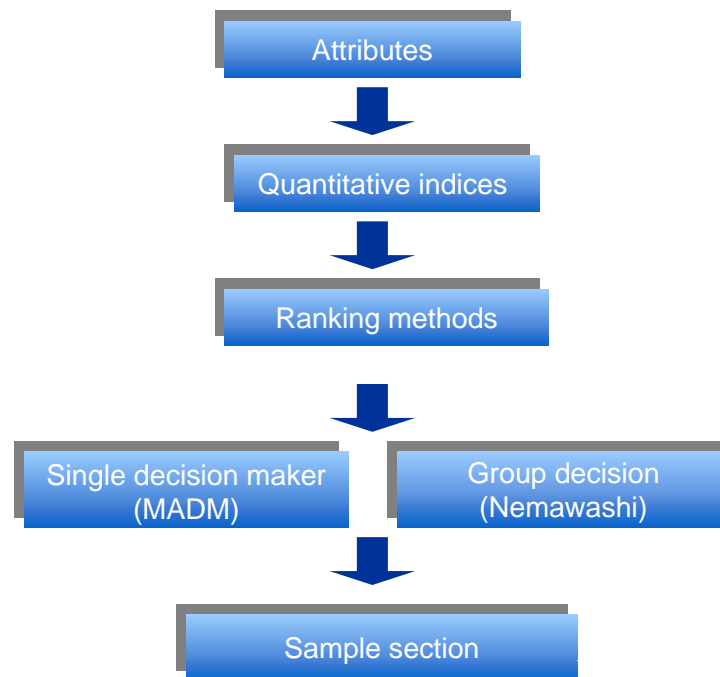 Attributes
Quantitative indices
Ranking methods
Single decision maker
(MADM)
Group decision
(Nemawashi)
Sample section